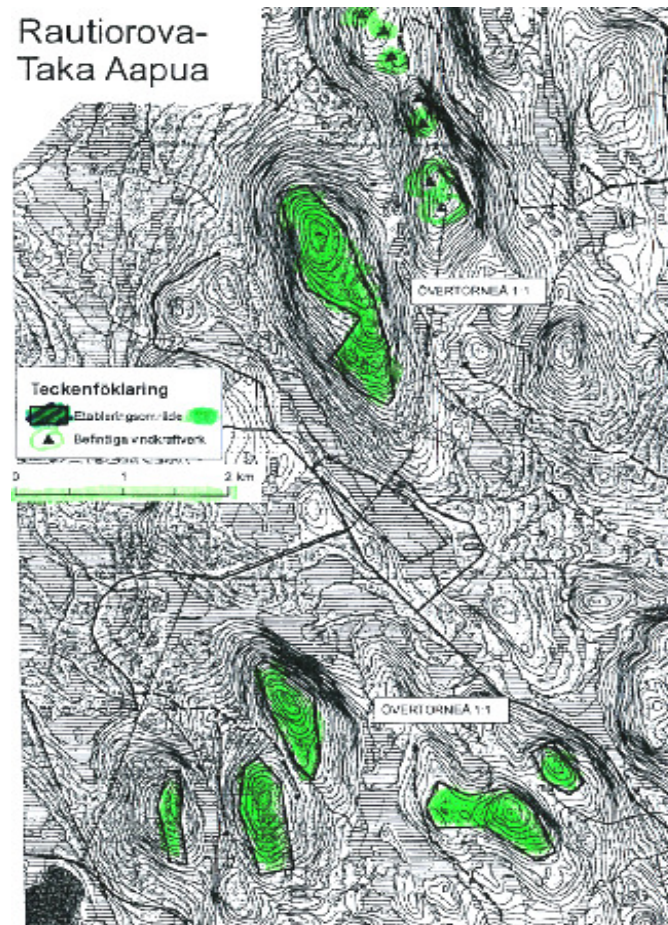 Rautiorova-
Taka Aapua
ÖVERTORNEÅ 1:1
Teckenföklaring
Etableringsområde
Befintliga vindkraftverk
0 1 2 km
ÖVERTORNEÅ 1:1